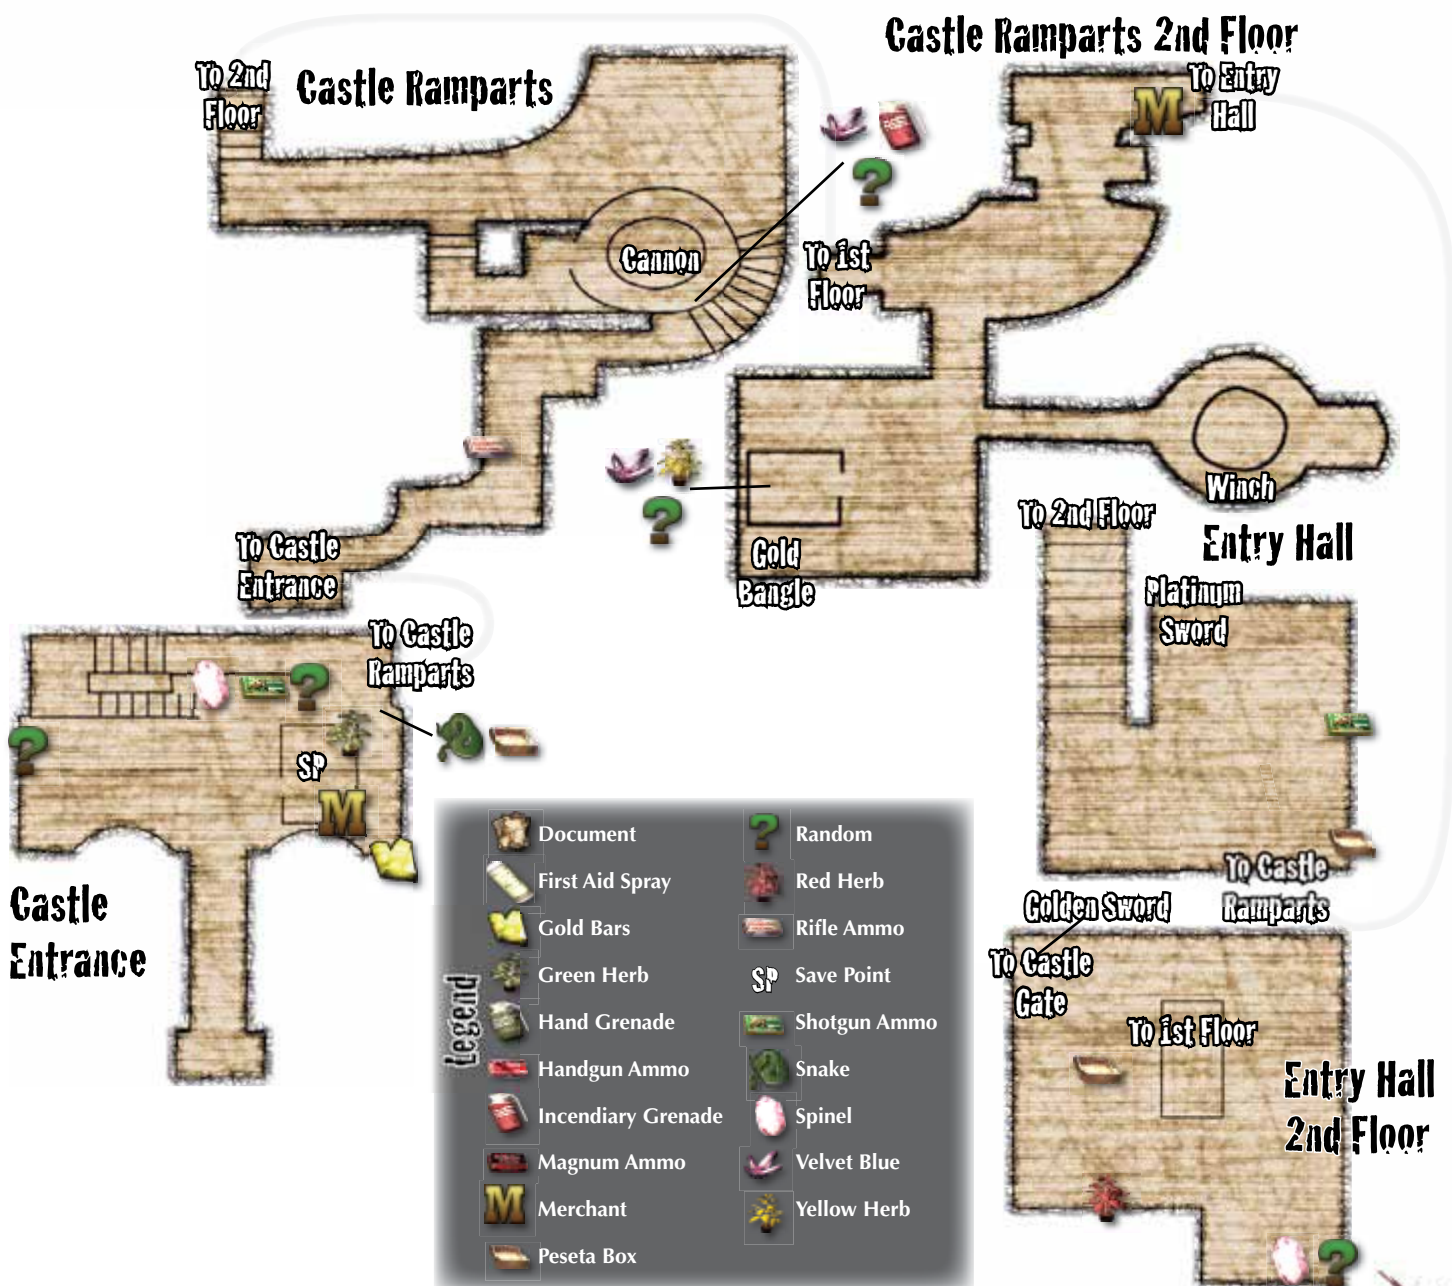 Castle Ramparts 2nd Floor
To 2nd
Floor
Castle Ramparts
To Entry
Hall
M
Cannon
To 1st
Floor
Winch
To 2nd Floor
Entry Hall
To Castle
Entrance
Gold
Bangle
Platinum
Sword
To Castle
Ramparts
SP
M
Castle
Entrance
To Castle
Ramparts
Golden Sword
To Castle
Gate
To 1st Floor
Entry Hall
2nd Floor
Legend
Document
First Aid Spray
Gold Bars
Green Herb
Hand Grenade
Handgun Ammo
Incendiary Grenade
Magnum Ammo
M Merchant
Peseta Box
? Random
Red Herb
Rifle Ammo
SP Save Point
Shotgun Ammo
Snake
Spinel
Velvet Blue
Yellow Herb